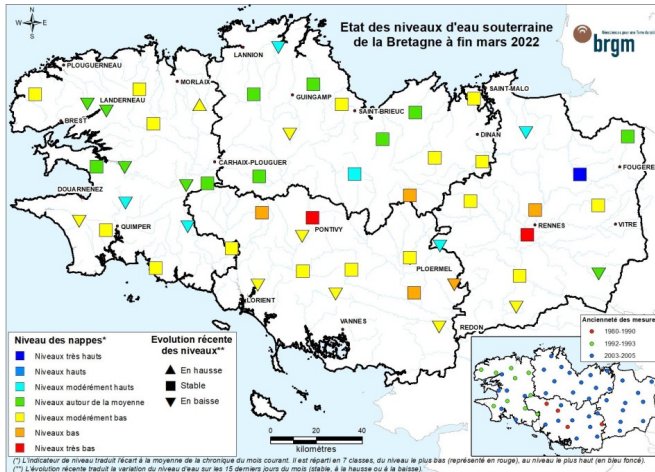 Etat des niveaux d'eau souterraine
de la Bretagne à fin mars 2022
Géosciences pour une Terre durable
brgm
N
W E
S
LANNION
PLOUGUERNEAU
MORLAIX
SAINT-MALO
GUINGAMP
LANDERNEAU
SAINT-BRIEUC
BREST
DINAN
CARHAIX-PLOUGUER
FOUGERE
DOUARNENEZ
QUIMPER
PONTIVY
RENNES
VITRE
PLOERMEL
LORIENT
VANNES
REDON
Niveau des nappes*
Niveaux très hauts
Niveaux hauts
Niveaux modérément hauts
Niveaux autour de la moyenne
Niveaux modérément bas
Niveaux bas
Niveaux très bas
Evolution récente
des niveaux**
En hausse
Stable
En baisse
0 20 40
kilomètres
Ancienneté des mesure
1980-1990
1992-1993
2003-2005
(*) L'indicateur de niveau traduit l'écart à la moyenne de la chronique du mois courant. Il est réparti en 7 classes, du niveau le plus bas (représenté en rouge), au niveau le plus haut (en bleu foncé).
(**) L'évolution récente traduit la variation du niveau d'eau sur les 15 derniers jours du mois (stable, à la hausse ou à la baisse).